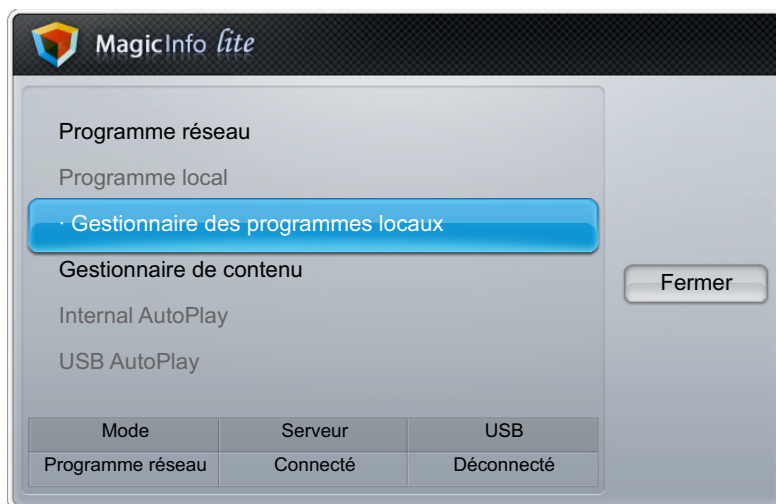 MagicInfo lite
Programme réseau
Programme local
· Gestionnaire des programmes locaux
Gestionnaire de contenu
Fermer
Internal AutoPlay
USB AutoPlay
Mode Serveur USB
Programme réseau Connecté Déconnecté